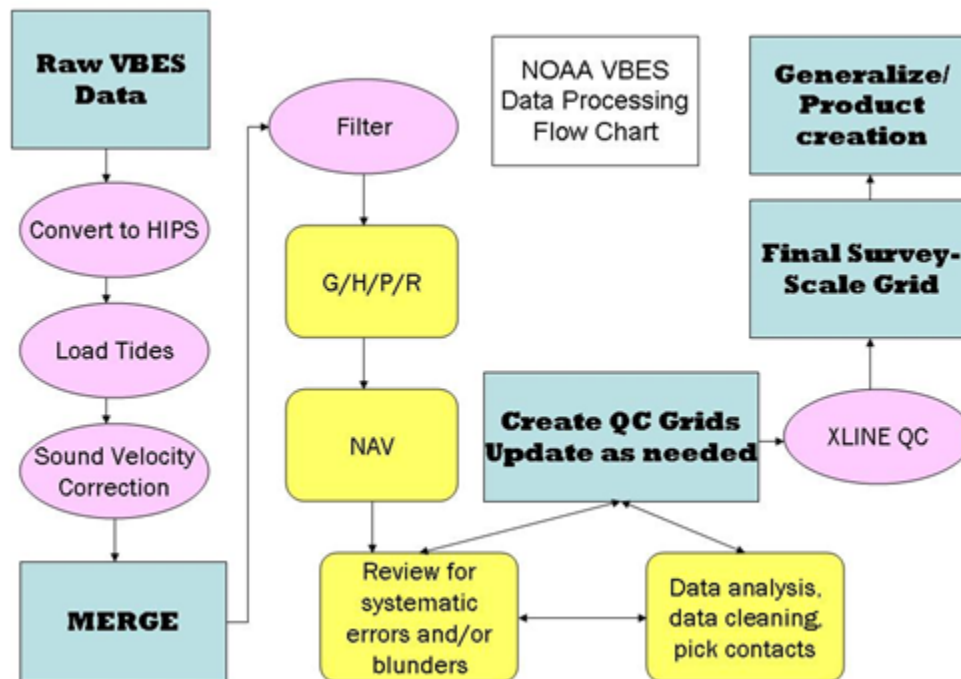 Raw VBES
Data
Convert to HIPS
Load Tides
Sound Velocity
Correction
MERGE
Filter
G/H/P/R
NAV
Review for
systematic
errors and/or
blunders
NOAA VBES
Data Processing
Flow Chart
Create QC Grids
Update as needed
Data analysis,
data cleaning,
pick contacts
XLINE QC
Final Survey-
Scale Grid
Generalize/
Product
creation